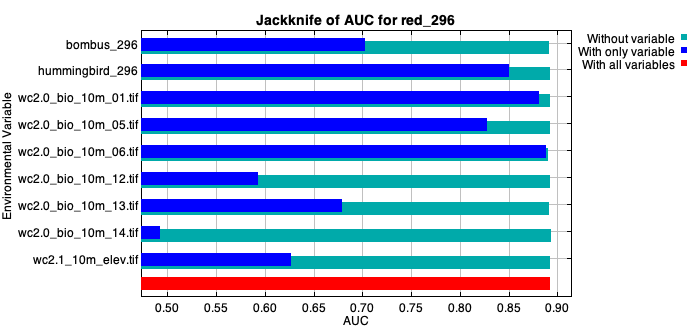 Jackknife of AUC for red_296
Environmental Variable
bombus_296
hummingbird_296
wc2.0_bio_10m_01.tif
wc2.0_bio_10m_05.tif
wc2.0_bio_10m_06.tif
wc2.0_bio_10m_12.tif
wc2.0_bio_10m_13.tif
wc2.0_bio_10m_14.tif
wc2.1_10m_elev.tif
0.50 0.55 0.60 0.65 0.70 0.75 0.80 0.85 0.90
AUC
Without variable
With only variable
With all variables